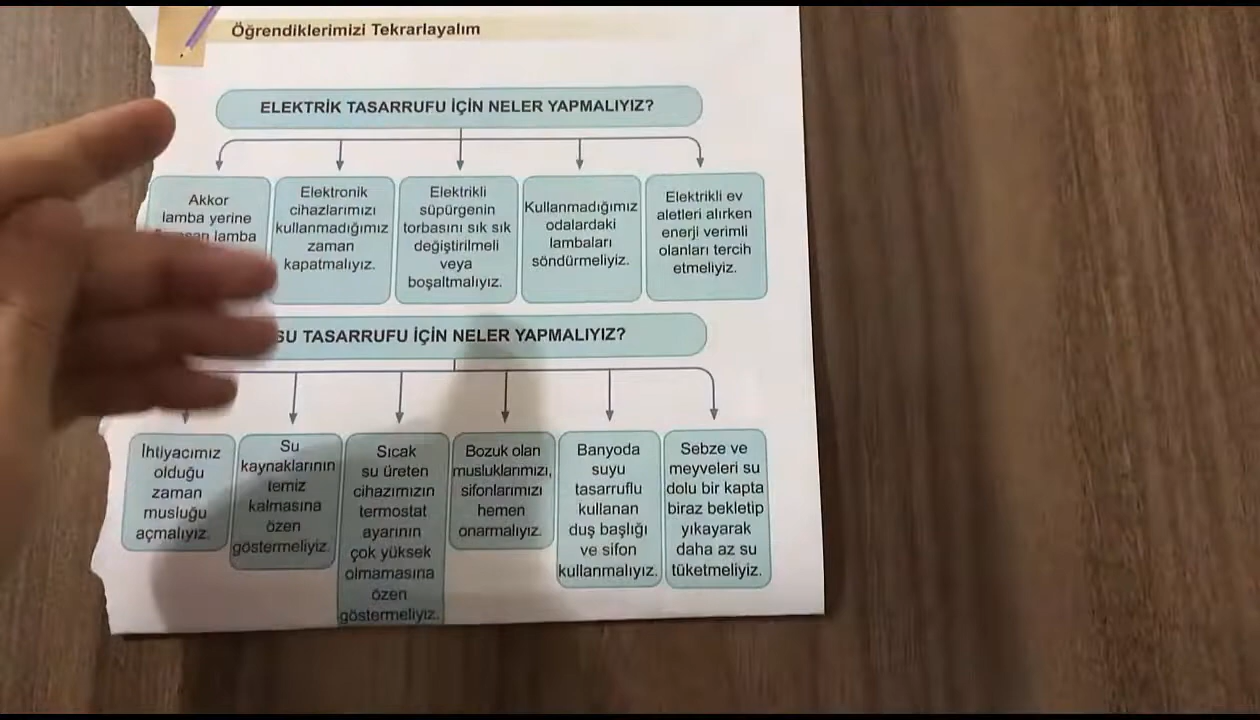 Öğrendiklerimizi Tekrarlayalım
ELEKTRİK TASARRUFU İÇİN NELER YAPMALIYIZ?
Akkor
lamba yerine
lamba
Elektronik
cihazlarımızı
kullanmadığımız
zaman
kapatmalıyız.
Elektrikli
süpürgenin
torbasını sık sık
değiştirilmeli
veya
boşaltmalıyız.
Kullanmadığımız
odalardaki
lambaları
söndürmeliyiz.
Elektrikli ev
aletleri alırken
enerji verimli
olanları tercih
etmeliyiz.
SU TASARRUFU İÇİN NELER YAPMALIYIZ?
İhtiyacımız
olduğu
zaman
musluğu
açmalıyız.
Su
kaynaklarının
temiz
kalmasına
özen
göstermeliyiz.
Sıcak
su üreten
cihazımızın
termostat
ayarının
çok yüksek
olmamasına
özen
göstermeliyiz.
Bozuk olan
musluklarımızı,
sifonlarımızı
hemen
onarmalıyız.
Banyoda
suyu
tasarruflu
kullanan
duş başlığı
ve sifon
kullanmalıyız.
Sebze ve
meyveleri su
dolu bir kapta
biraz bekletip
yıkayarak
daha az su
tüketmeliyiz.